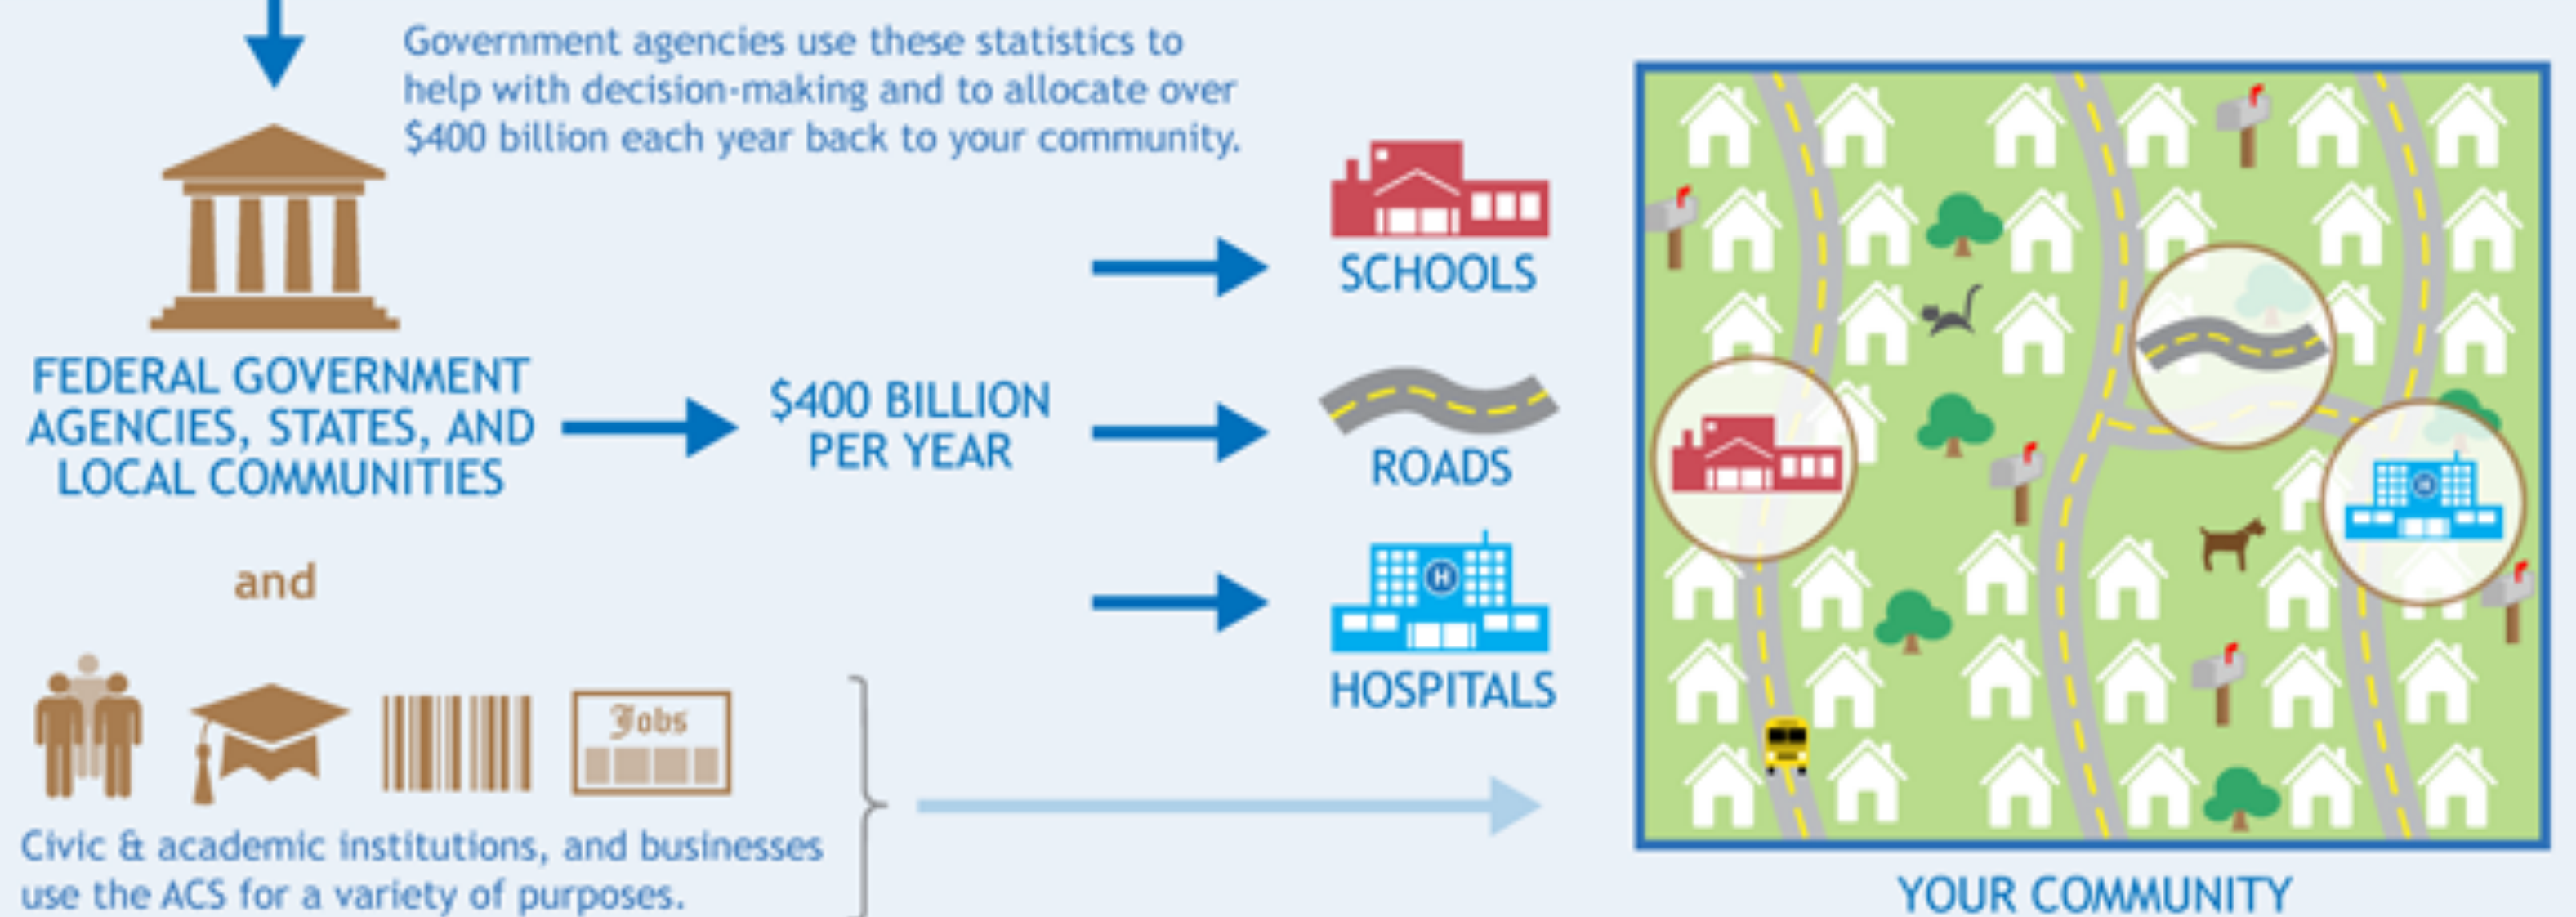 Government agencies use these statistics to
help with decision-making and to allocate over
$400 billion each year back to your community.
FEDERAL GOVERNMENT
AGENCIES, STATES, AND
LOCAL COMMUNITIES
$400 BILLION
PER YEAR
SCHOOLS
ROADS
H
HOSPITALS
and
Jobs
Civic & academic institutions, and businesses
use the ACS for a variety of purposes.
H
YOUR COMMUNITY